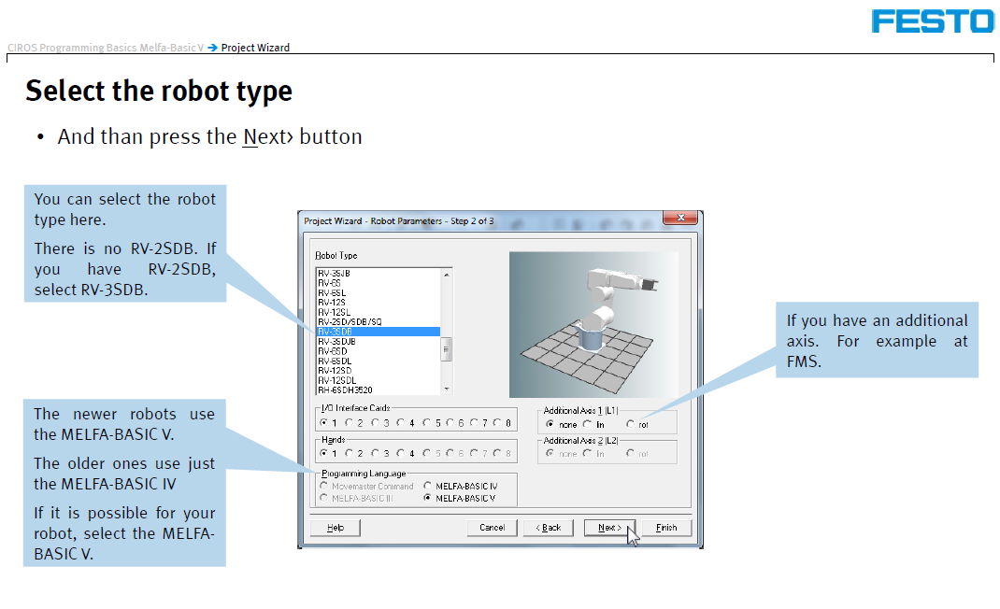 FESTO
CIROS Programming Basics Melfa-Basic V ➔ Project Wizard
Select the robot type
• And than press the Next> button
You can select the robot
type here.
There is no RV-2SDB. If
you have RV-2SDB,
select RV-3SDB.
The newer robots use
the MELFA-BASIC V.
The older ones use just
the MELFA-BASIC IV
If it is possible for your
robot, select the MELFA-
BASIC V.
Project Wizard - Robot Parameters - Step 2 of 3
Robot Type
RV-3SJB
RV-6S
RV-6SL
RV-12S
RV-12SL
RV-2SD/SDB/SQ
RV-3SDB
RV-3SDJB
RV-6SD
RV-6SDL
RV-12SD
RV-12SDL
RH-6SDH3520
I/O Interface Cards
1 2 3 4 5 6 7 8
Hands
1 2 3 4 5 6 7 8
Programming Language
Movemaster Command MELFA-BASIC IV
MELFA-BASIC III MELFA-BASIC V
Additional Axis 1 (L1)
none lin rot
Additional Axis 2 (L2)
none lin rot
Help Cancel < Back Next > Finish
If you have an additional
axis. For example at
FMS.